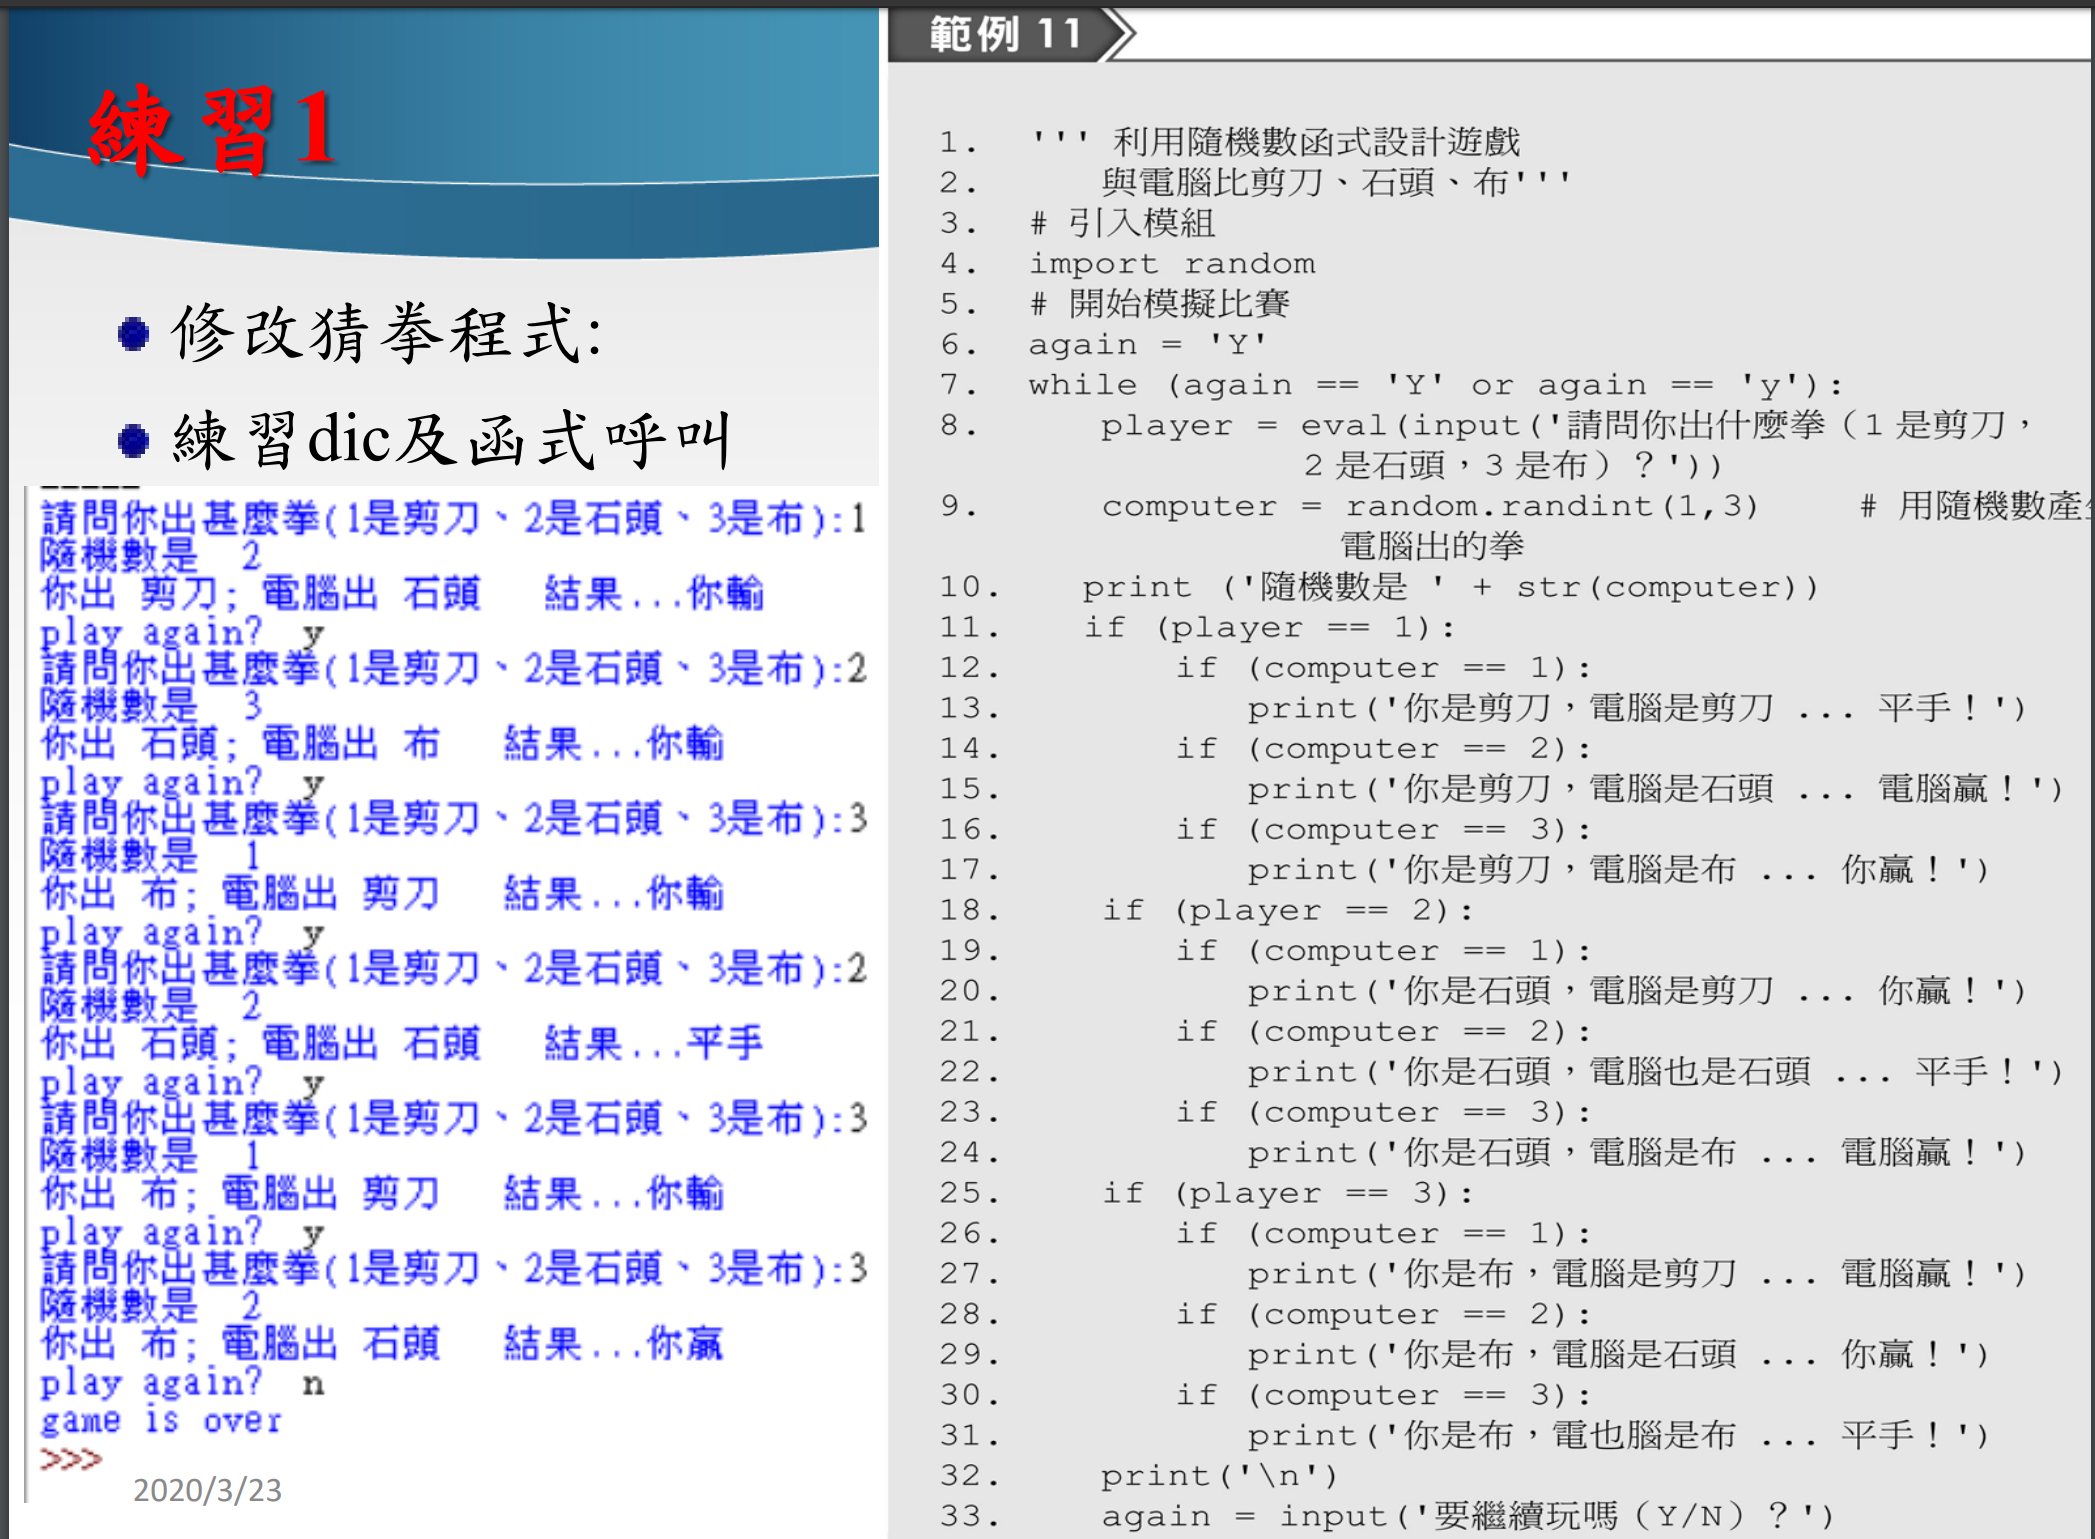 練習1
修改猜拳程式:
練習dic及函式呼叫
請問你出甚麼拳(1是剪刀、2是石頭、3是布):1
隨機數是  2
你出 剪刀; 電腦出 石頭   結果...你輸
play again?  y
請問你出甚麼拳(1是剪刀、2是石頭、3是布):2
隨機數是  3
你出 石頭; 電腦出 布   結果...你輸
play again?  y
請問你出甚麼拳(1是剪刀、2是石頭、3是布):3
隨機數是  1
你出 布; 電腦出 剪刀   結果...你輸
play again?  y
請問你出甚麼拳(1是剪刀、2是石頭、3是布):2
隨機數是  2
你出 石頭; 電腦出 石頭   結果...平手
play again?  y
請問你出甚麼拳(1是剪刀、2是石頭、3是布):3
隨機數是  1
你出 布; 電腦出 剪刀   結果...你輸
play again?  y
請問你出甚麼拳(1是剪刀、2是石頭、3是布):3
隨機數是  2
你出 布; 電腦出 石頭   結果...你贏
play again?  n
game is over
>>>
2020/3/23
範例 11
1. ''' 利用隨機數函式設計遊戲
2. 與電腦比剪刀、石頭、布'''
3. # 引入模組
4. import random
5. # 開始模擬比賽
6. again = 'Y'
7. while (again == 'Y' or again == 'y'):
8. player = eval(input('請問你出什麼拳（1是剪刀，
2是石頭，3是布）？'))
9. computer = random.randint(1,3) # 用隨機數產
電腦出的拳
10. print ('隨機數是 ' + str(computer))
11. if (player == 1):
12. if (computer == 1):
13. print('你是剪刀，電腦是剪刀 ... 平手！')
14. if (computer == 2):
15. print('你是剪刀，電腦是石頭 ... 電腦贏！')
16. if (computer == 3):
17. print('你是剪刀，電腦是布 ... 你贏！')
18. if (player == 2):
19. if (computer == 1):
20. print('你是石頭，電腦是剪刀 ... 你贏！')
21. if (computer == 2):
22. print('你是石頭，電腦也是石頭 ... 平手！')
23. if (computer == 3):
24. print('你是石頭，電腦是布 ... 電腦贏！')
25. if (player == 3):
26. if (computer == 1):
27. print('你是布，電腦是剪刀 ... 電腦贏！')
28. if (computer == 2):
29. print('你是布，電腦是石頭 ... 你贏！')
30. if (computer == 3):
31. print('你是布，電也腦是布 ... 平手！')
32. print('\n')
33. again = input('要繼續玩嗎（Y/N）？')